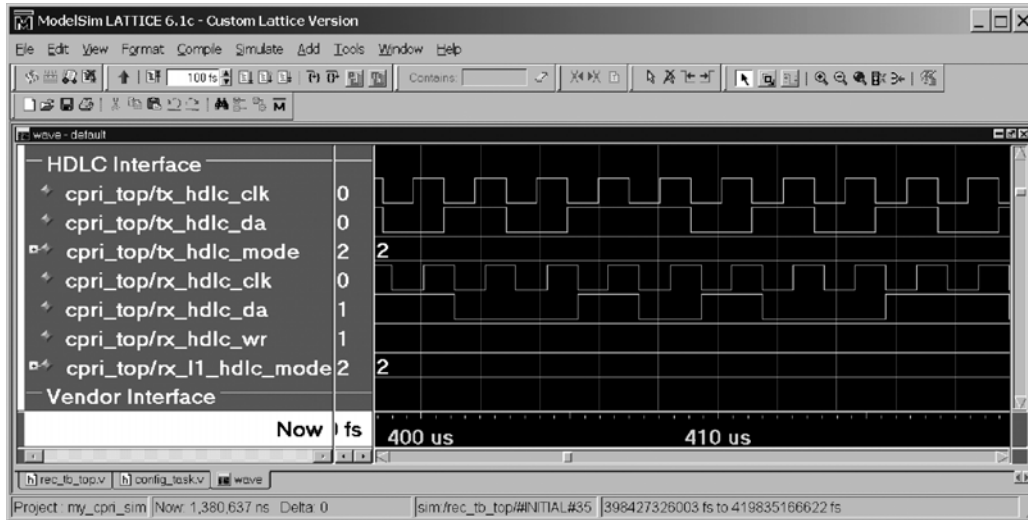 ModelSim LATTICE 6.1c - Custom Lattice Version
File Edit View Format Compile Simulate Add Tools Window Help
100 fs
Contains:
wave - default
HDLC Interface
cpri_top/tx_hdlc_clk 0
cpri_top/tx_hdlc_da 0
cpri_top/tx_hdlc_mode 2 2
cpri_top/rx_hdlc_clk 0
cpri_top/rx_hdlc_da 1
cpri_top/rx_hdlc_wr 1
cpri_top/rx_l1_hdlc_mode 2 2
Vendor Interface
Now fs
400 us 410 us
rec_tb_top.v config_task.v wave
Project : my_cpri_sim Now: 1,380,637 ns Delta: 0 sim:/rec_tb_top/#INITIAL#35 398427326003 fs to 419835166622 fs